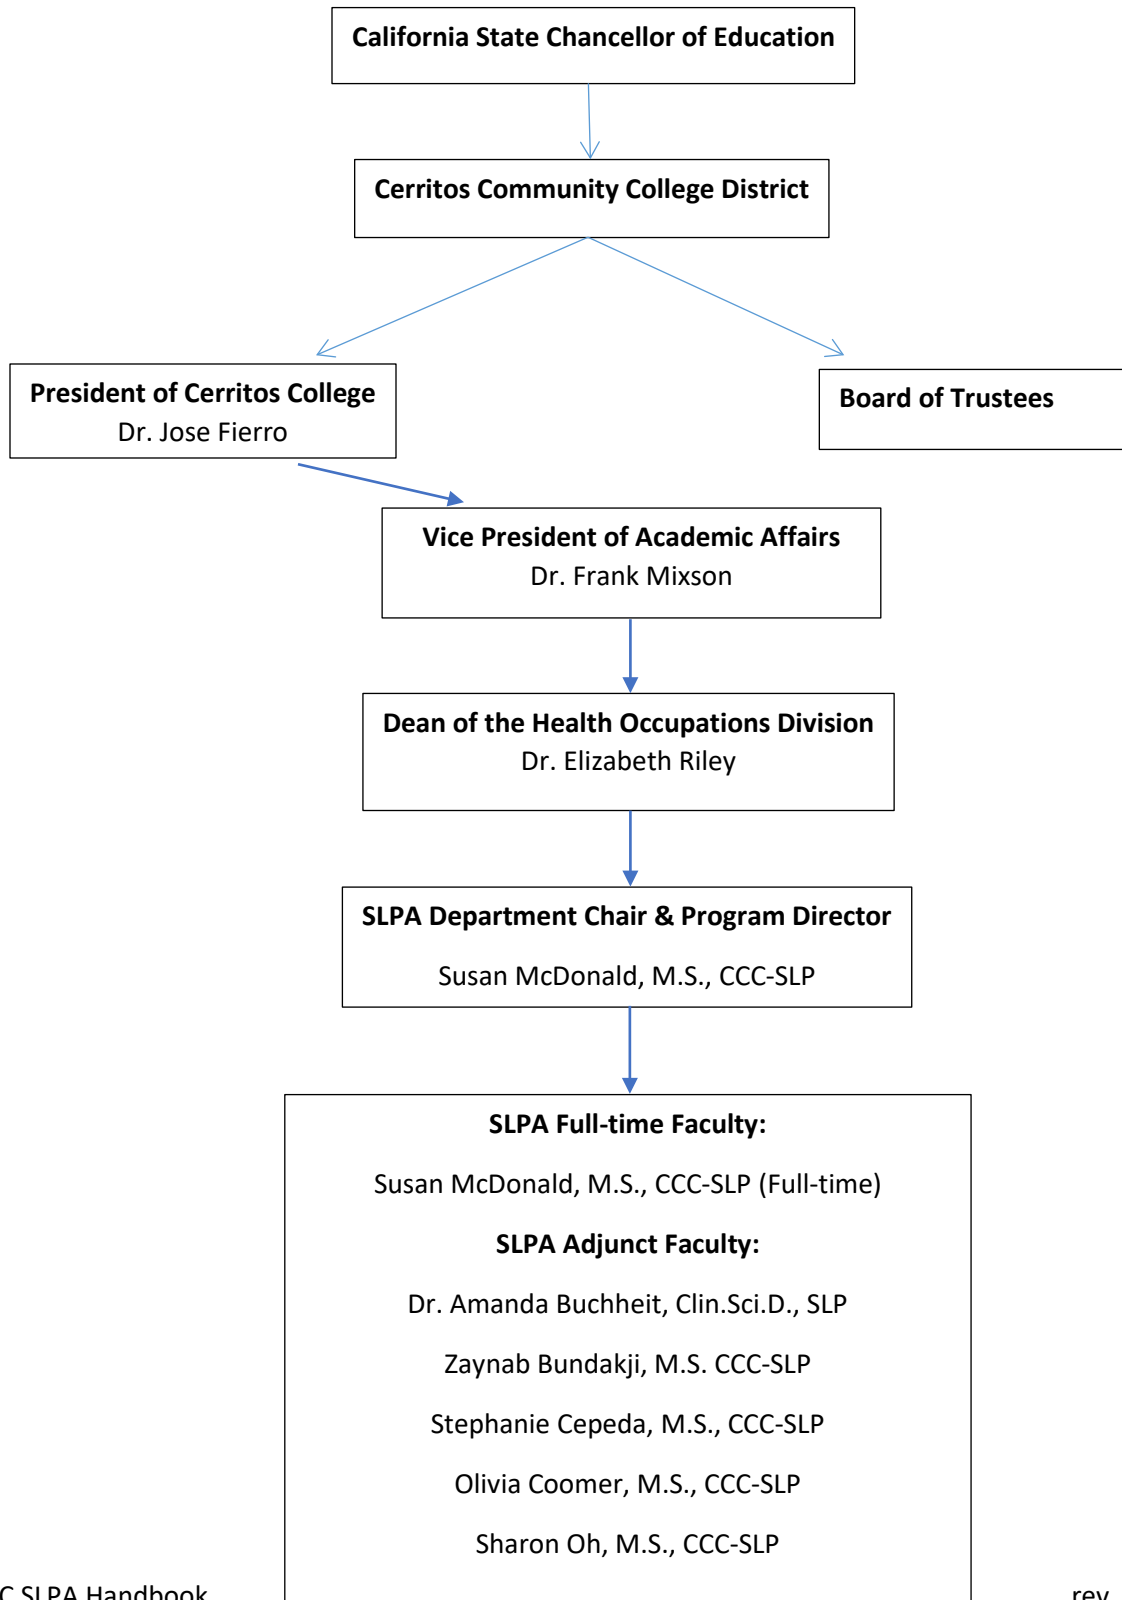 California State Chancellor of Education
Cerritos Community College District
President of Cerritos College
Dr. Jose Fierro
Board of Trustees
Vice President of Academic Affairs
Dr. Frank Mixson
Dean of the Health Occupations Division
Dr. Elizabeth Riley
SLPA Department Chair & Program Director
Susan McDonald, M.S., CCC-SLP
SLPA Full-time Faculty:
Susan McDonald, M.S., CCC-SLP (Full-time)
SLPA Adjunct Faculty:
Dr. Amanda Buchheit, Clin.Sci.D., SLP
Zaynab Bundakji, M.S. CCC-SLP
Stephanie Cepeda, M.S., CCC-SLP
Olivia Coomer, M.S., CCC-SLP
Sharon Oh, M.S., CCC-SLP
C SLPA Handbook
rev